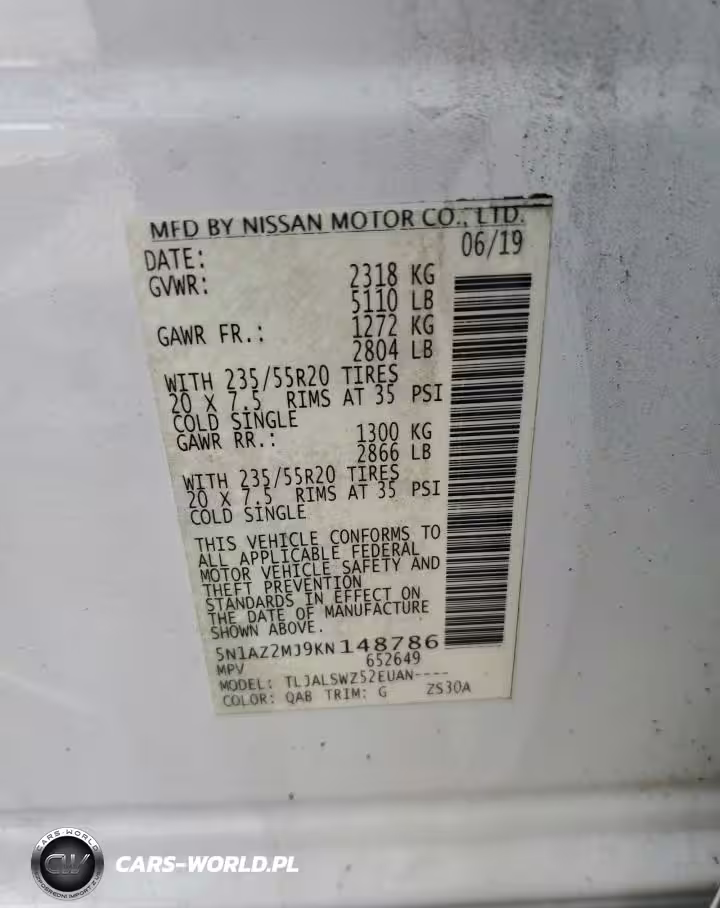 MFD BY NISSAN MOTOR CO., LTD.
DATE: 06/19
GVWR: 2318 KG
5110 LB
GAWR FR.: 1272 KG
2804 LB
WITH 235/55R20 TIRES
20 X 7.5 RIMS AT 35 PSI
COLD SINGLE
GAWR RR.: 1300 KG
2866 LB
WITH 235/55R20 TIRES
20 X 7.5 RIMS AT 35 PSI
COLD SINGLE
THIS VEHICLE CONFORMS TO
ALL APPLICABLE FEDERAL
MOTOR VEHICLE SAFETY AND
THEFT PREVENTION
STANDARDS IN EFFECT ON
THE DATE OF MANUFACTURE
SHOWN ABOVE.
5N1AZ2MJ9KN148786
MPV 652649
MODEL: TLJALSWZ52EUAN----
COLOR: QAB TRIM: G ZS30A
CARS-WORLD
CW
CARS-WORLD.PL